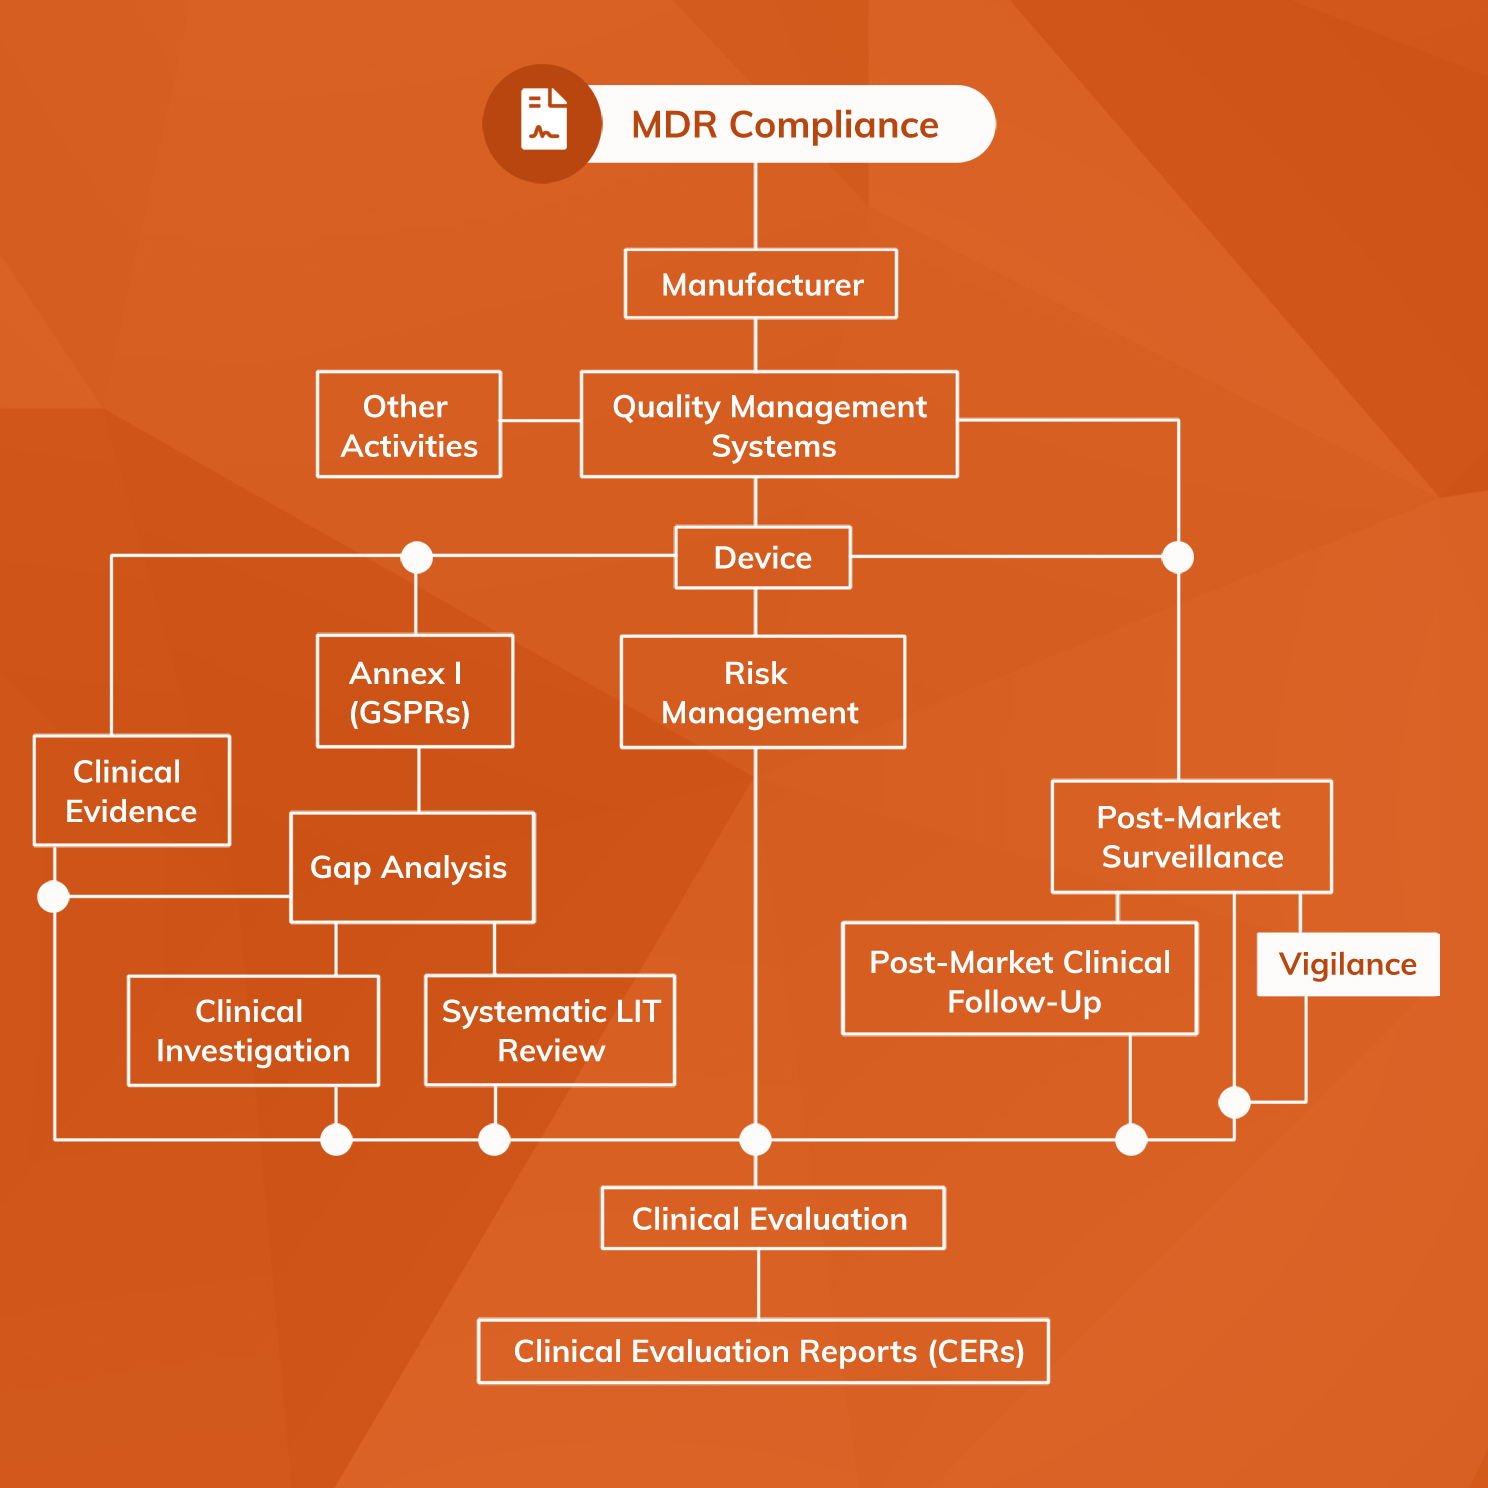 MDR Compliance
Manufacturer
Other
Activities
Quality Management
Systems
Device
Annex I
(GSPRs)
Risk
Management
Clinical
Evidence
Gap Analysis
Post-Market
Surveillance
Post-Market Clinical
Follow-Up
Vigilance
Clinical
Investigation
Systematic LIT
Review
Clinical Evaluation
Clinical Evaluation Reports (CERs)